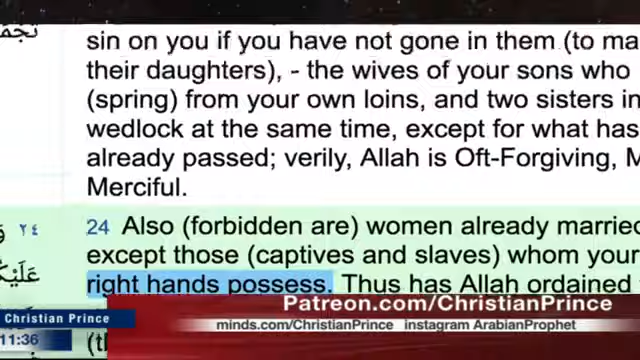 sin on you if you have not gone in them (to ma
their daughters), - the wives of your sons who
(spring) from your own loins, and two sisters in
wedlock at the same time, except for what has
already passed; verily, Allah is Oft-Forgiving, M
Merciful.
٢٤
24 Also (forbidden are) women already married
except those (captives and slaves) whom your
right hands possess. Thus has Allah ordained
Patreon.com/ChristianPrince
Christian Prince
minds.com/ChristianPrince instagram ArabianProphet
11:36
(th